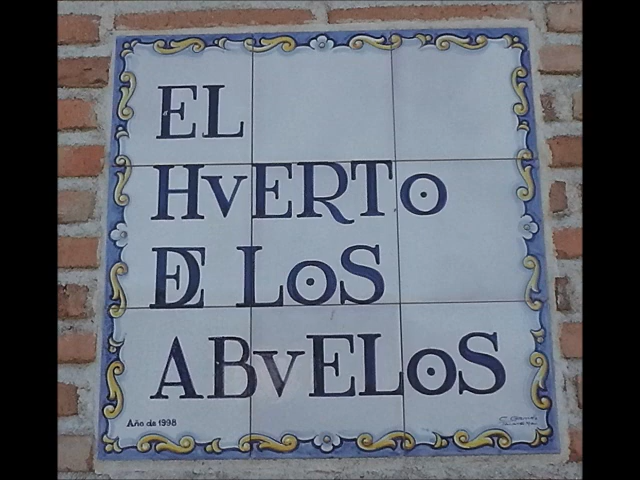 EL
HVERTO
DE LOS
ABVELOS
Año de 1998